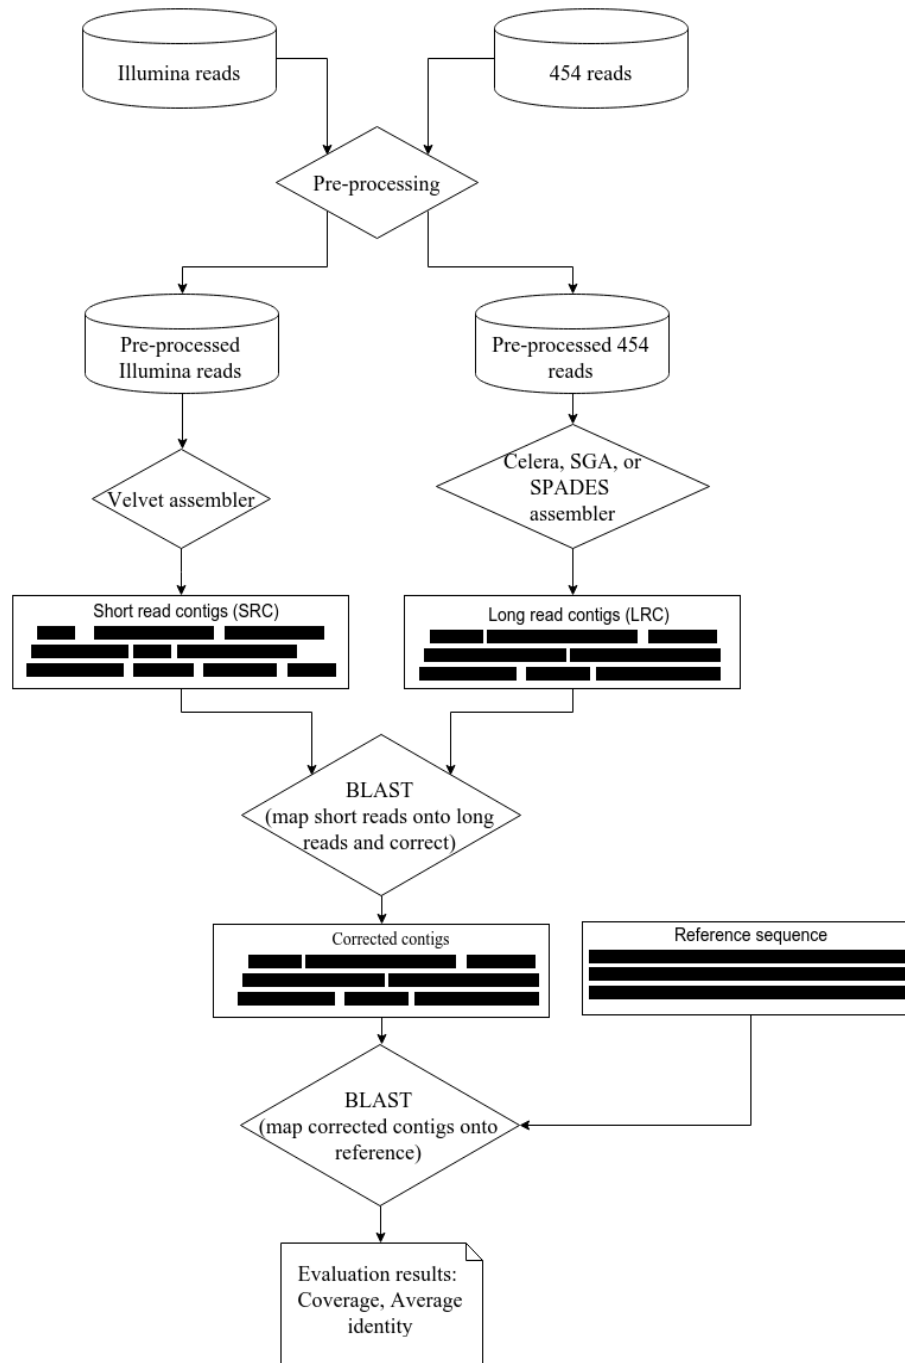 Illumina reads
454 reads
Pre-processing
Pre-processed
Illumina reads
Pre-processed 454
reads
Velvet assembler
Celera, SGA, or
SPADES
assembler
Short read contigs (SRC)
Long read contigs (LRC)
BLAST
(map short reads onto long
reads and correct)
Corrected contigs
Reference sequence
BLAST
(map corrected contigs onto
reference)
Evaluation results:
Coverage, Average
identity